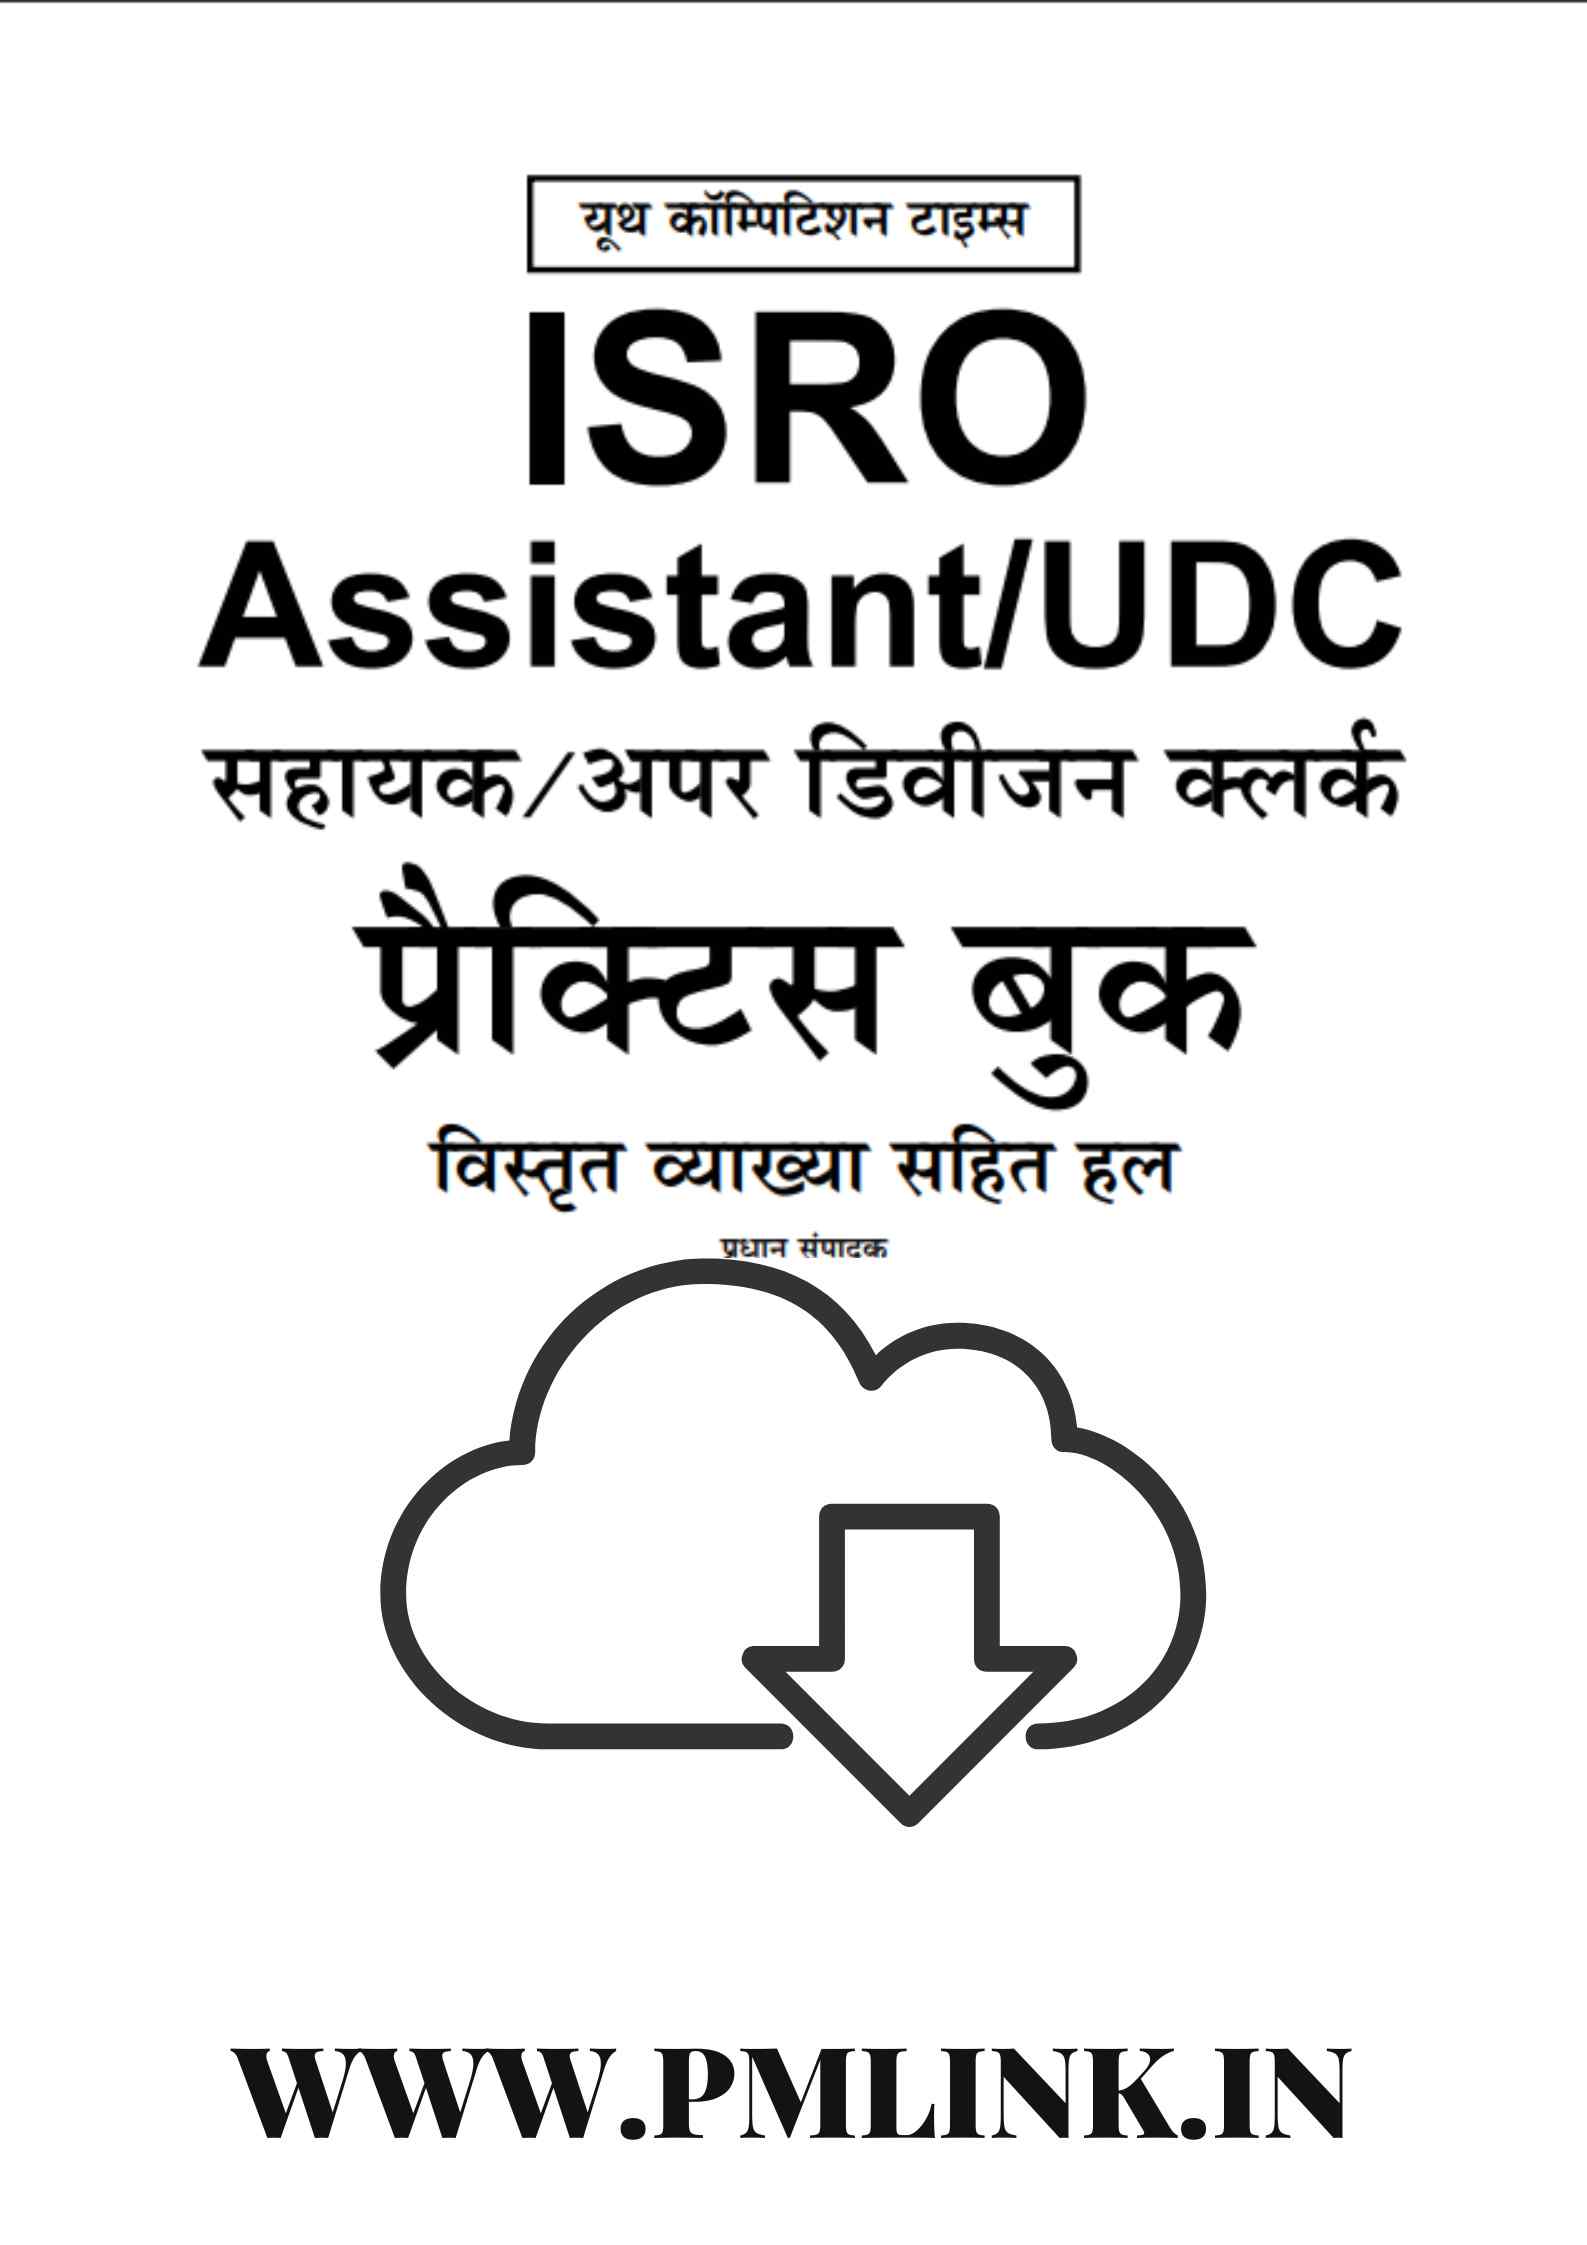 यूथ कॉम्पिटिशन टाइम्स
ISRO
Assistant/UDC
सहायक/अपर डिवीजन क्लर्क
प्रैक्टिस बुक
विस्तृत व्याख्या सहित हल
प्रधान संपादक
WWW.PMLINK.IN